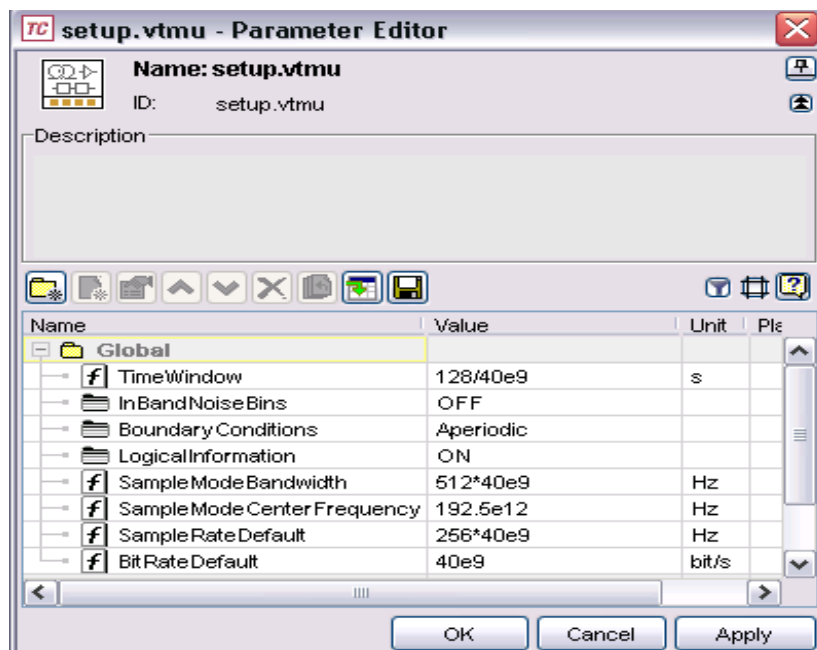 TC setup.vtmu - Parameter Editor
Name: setup.vtmu
ID: setup.vtmu
Description
Name Value Unit Pla
Global
f TimeWindow 128/40e9 s
InBandNoiseBins OFF
BoundaryConditions Aperiodic
LogicalInformation ON
f SampleModeBandwidth 512*40e9 Hz
f SampleModeCenterFrequency 192.5e12 Hz
f SampleRateDefault 256*40e9 Hz
f BitRateDefault 40e9 bit/s
OK Cancel Apply